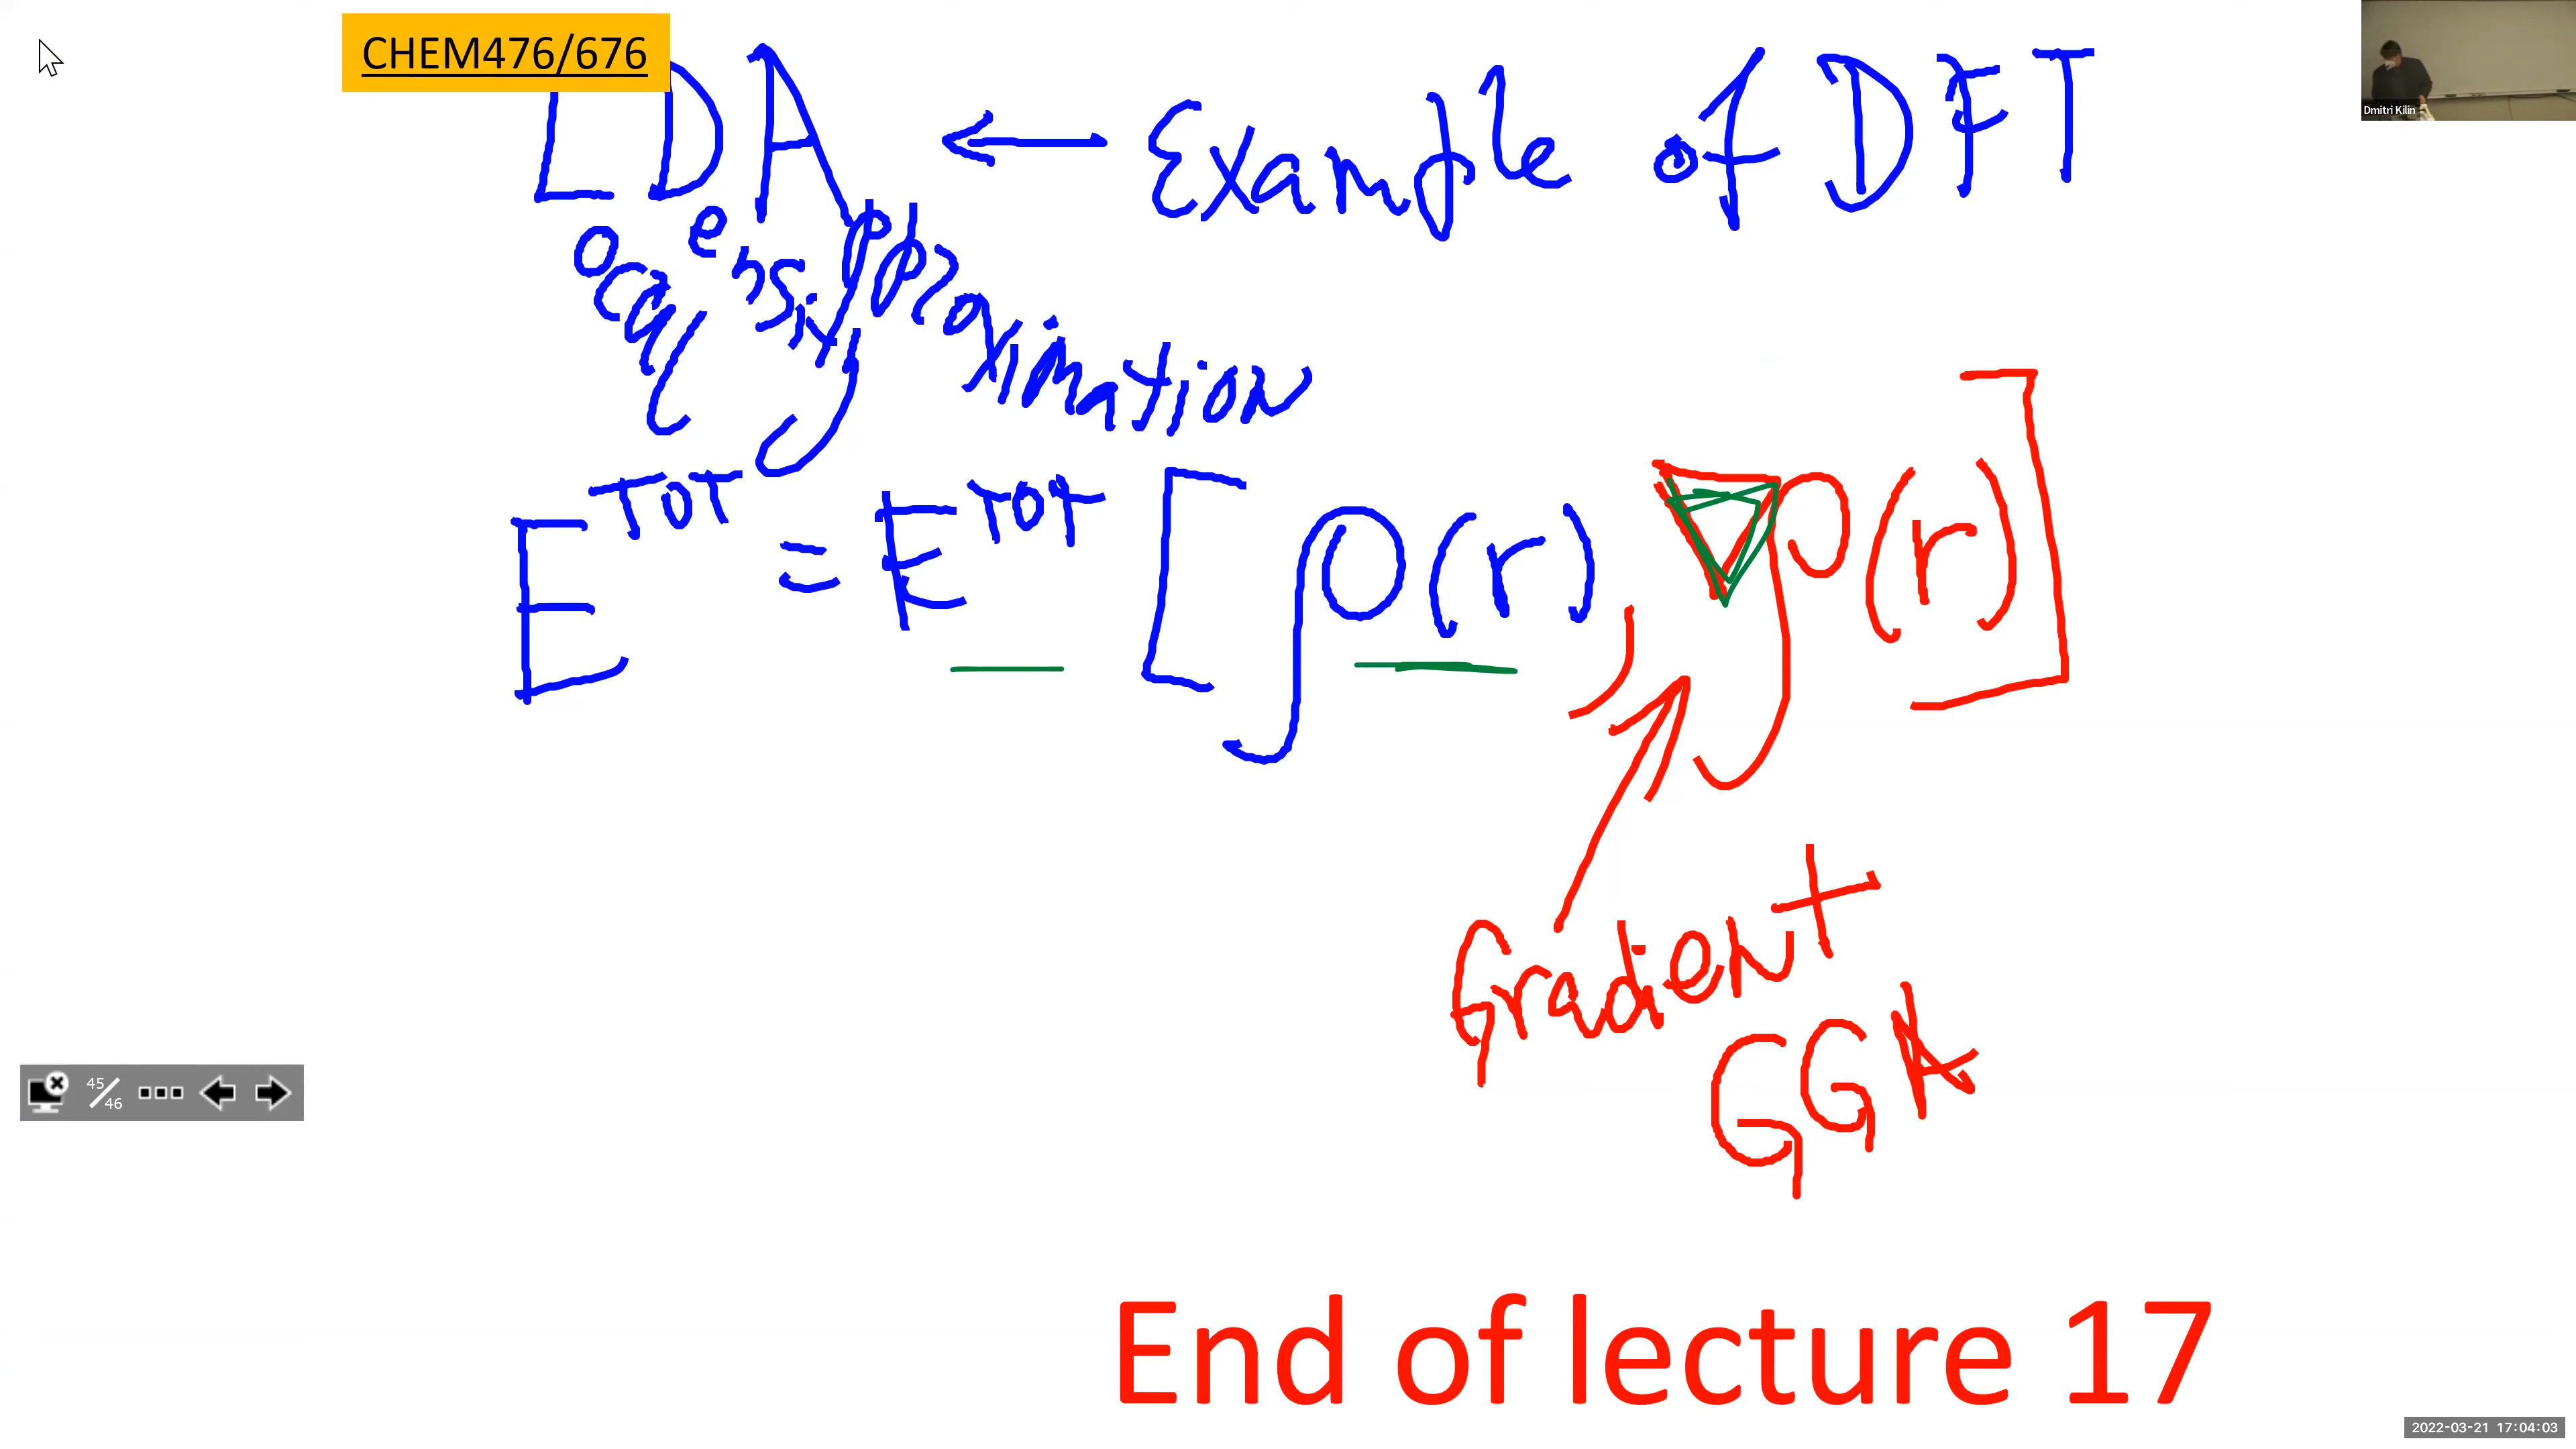 CHEM476/676
LDA ← Example of DFT
Local Density Approximation
E^TOT = E^TOT [ρ(r), ∇ρ(r)]
Gradient
GGA
End of lecture 17
45/46
Dmitri Kilin
2022-03-21 17:04:03